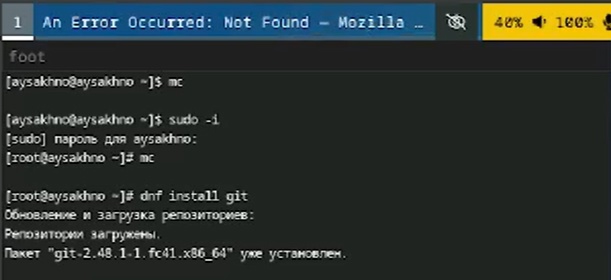 1 An Error Occurred: Not Found — Mozilla … 40% 100%
foot
[aysakhno@aysakhno ~]$ mc
[aysakhno@aysakhno ~]$ sudo -i
[sudo] пароль для aysakhno:
[root@aysakhno ~]# mc
[root@aysakhno ~]# dnf install git
Обновление и загрузка репозиториев:
Репозитории загружены.
Пакет "git-2.48.1-1.fc41.x86_64" уже установлен.